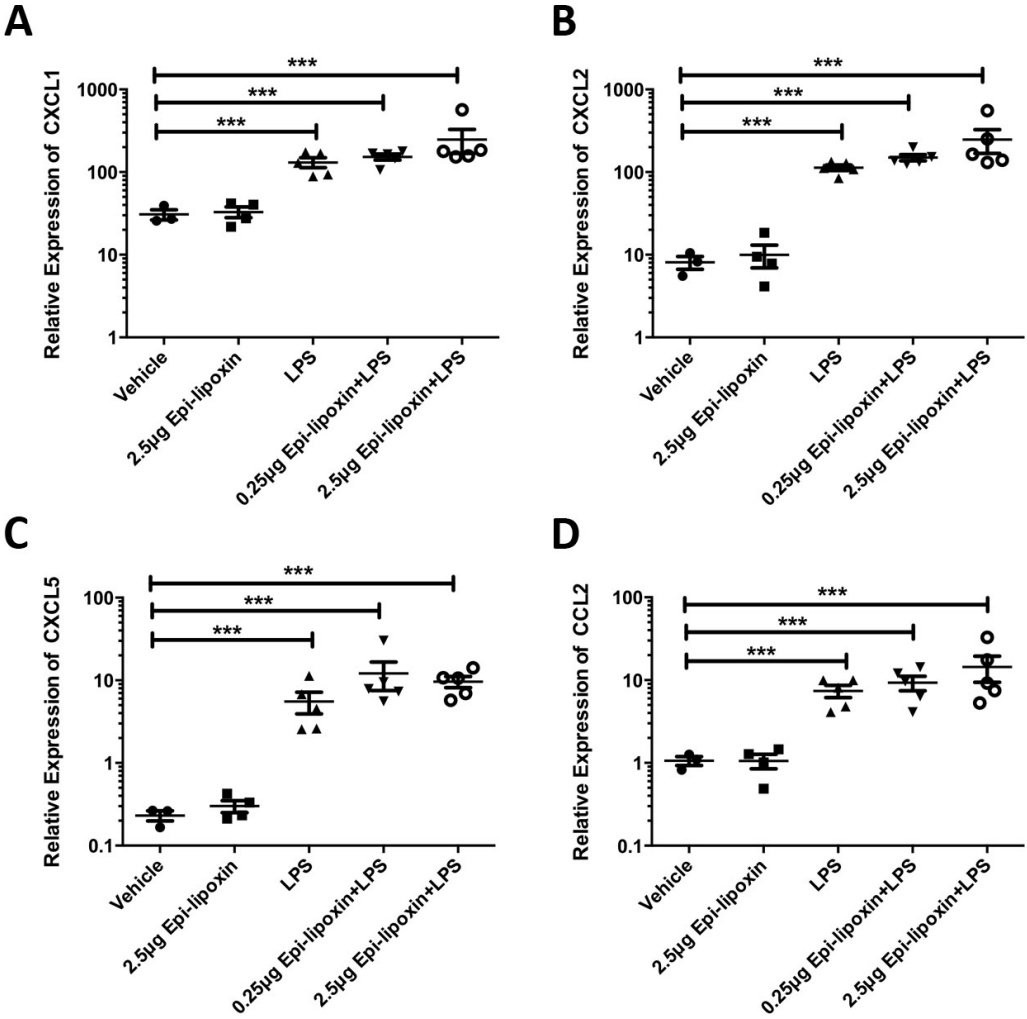 A
Relative Expression of CXCL1
***
***
***
1000
100
10
1
Vehicle
2.5µg Epi-lipoxin
LPS
0.25µg Epi-lipoxin+LPS
2.5µg Epi-lipoxin+LPS
B
Relative Expression of CXCL2
***
***
***
1000
100
10
1
Vehicle
2.5µg Epi-lipoxin
LPS
0.25µg Epi-lipoxin+LPS
2.5µg Epi-lipoxin+LPS
C
Relative Expression of CXCL5
***
***
***
100
10
1
0.1
Vehicle
2.5µg Epi-lipoxin
LPS
0.25µg Epi-lipoxin+LPS
2.5µg Epi-lipoxin+LPS
D
Relative Expression of CCL2
***
***
***
100
10
1
0.1
Vehicle
2.5µg Epi-lipoxin
LPS
0.25µg Epi-lipoxin+LPS
2.5µg Epi-lipoxin+LPS